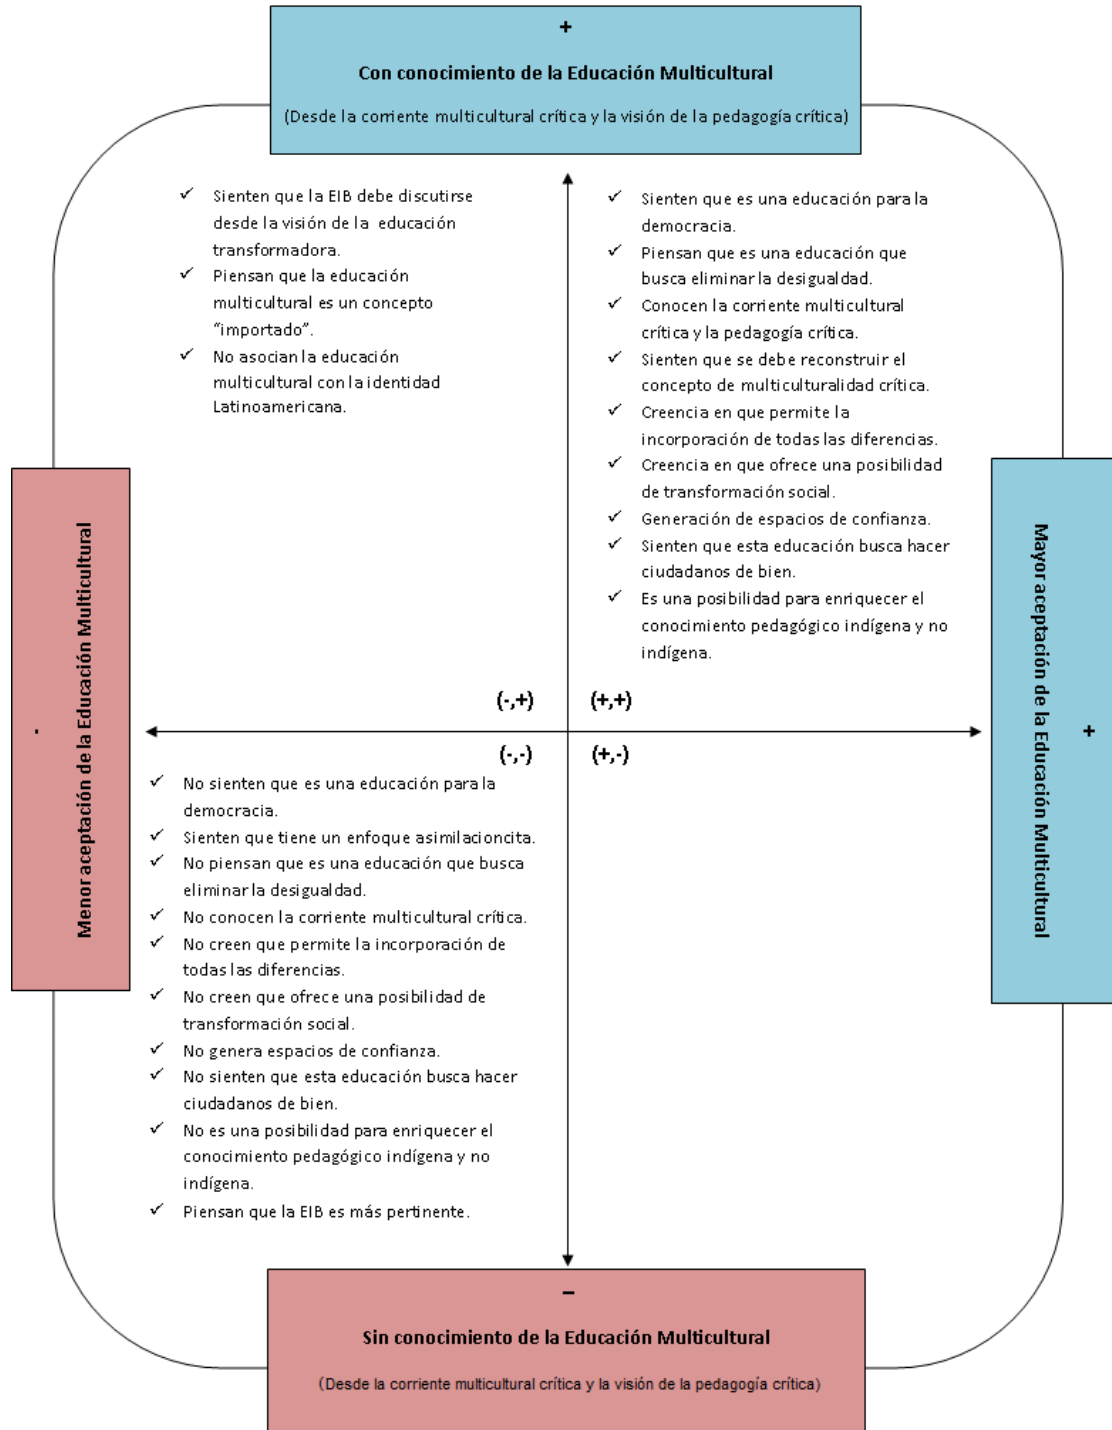 +
Con conocimiento de la Educación Multicultural
(Desde la corriente multicultural crítica y la visión de la pedagogía crítica)
✓ Sienten que la EIB debe discutirse
desde la visión de la educación
transformadora.
✓ Piensan que la educación
multicultural es un concepto
“importado”.
✓ No asocian la educación
multicultural con la identidad
Latinoamericana.
✓ Sienten que es una educación para la
democracia.
✓ Piensan que es una educación que
busca eliminar la desigualdad.
✓ Conocen la corriente multicultural
crítica y la pedagogía crítica.
✓ Sienten que se debe reconstruir el
concepto de multiculturalidad crítica.
✓ Creencia en que permite la
incorporación de todas las diferencias.
✓ Creencia en que ofrece una posibilidad
de transformación social.
✓ Generación de espacios de confianza.
✓ Sienten que esta educación busca hacer
ciudadanos de bien.
✓ Es una posibilidad para enriquecer el
conocimiento pedagógico indígena y no
indígena.
-
Menor aceptación de la Educación Multicultural
Mayor aceptación de la Educación Multicultural
+
(-,+) (+,+)
(-,-) (+,-)
✓ No sienten que es una educación para la
democracia.
✓ Sienten que tiene un enfoque asimilacioncita.
✓ No piensan que es una educación que busca
eliminar la desigualdad.
✓ No conocen la corriente multicultural crítica.
✓ No creen que permite la incorporación de
todas las diferencias.
✓ No creen que ofrece una posibilidad de
transformación social.
✓ No genera espacios de confianza.
✓ No sienten que esta educación busca hacer
ciudadanos de bien.
✓ No es una posibilidad para enriquecer el
conocimiento pedagógico indígena y no
indígena.
✓ Piensan que la EIB es más pertinente.
–
Sin conocimiento de la Educación Multicultural
(Desde la corriente multicultural crítica y la visión de la pedagogía crítica)